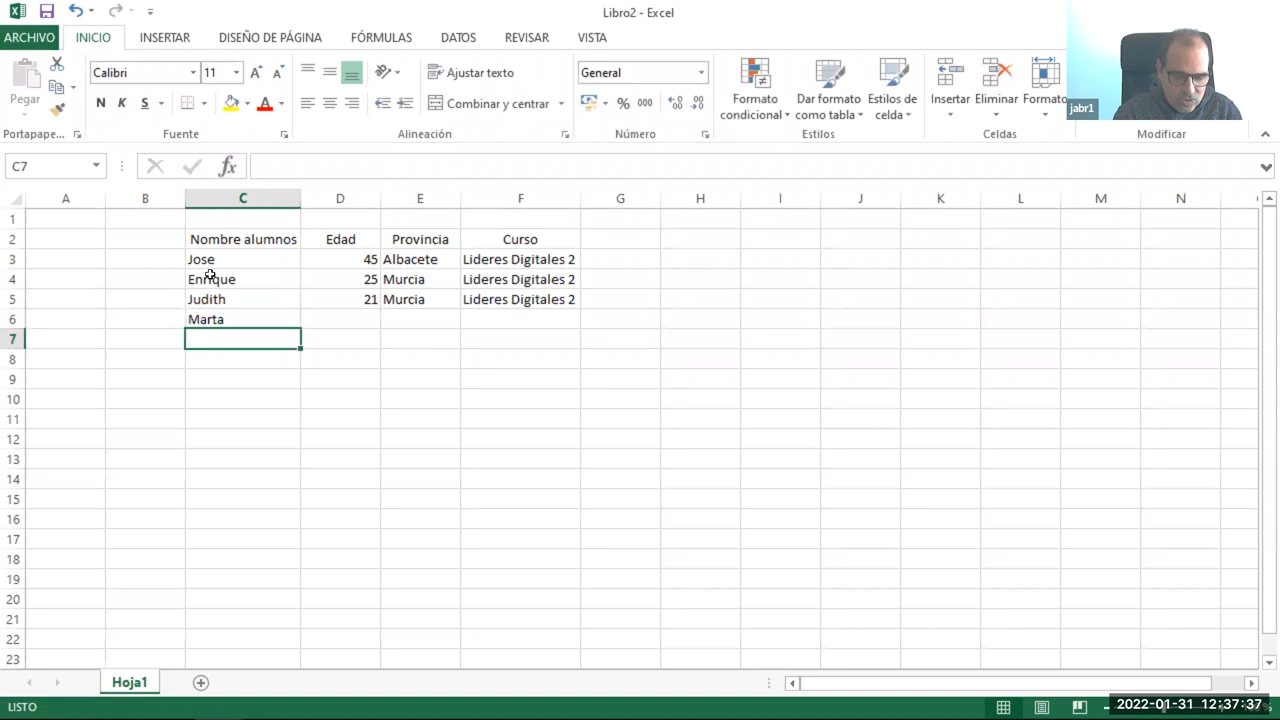 Libro2 - Excel
ARCHIVO INICIO INSERTAR DISEÑO DE PÁGINA FÓRMULAS DATOS REVISAR VISTA
Pegar
Calibri 11
N K S
Ajustar texto
Combinar y centrar
General
% 000
Formato condicional
Dar formato como tabla
Estilos de celda
Insertar
Eliminar
Formato
jabr1
Portapape... Fuente Alineación Número Estilos Celdas Modificar
C7 fx
A B C D E F G H I J K L M N
1
2 Nombre alumnos Edad Provincia Curso
3 Jose 45 Albacete Lideres Digitales 2
4 Enrique 25 Murcia Lideres Digitales 2
5 Judith 21 Murcia Lideres Digitales 2
6 Marta
7
8
9
10
11
12
13
14
15
16
17
18
19
20
21
22
23
Hoja1
LISTO
2022-01-31 12:37:37